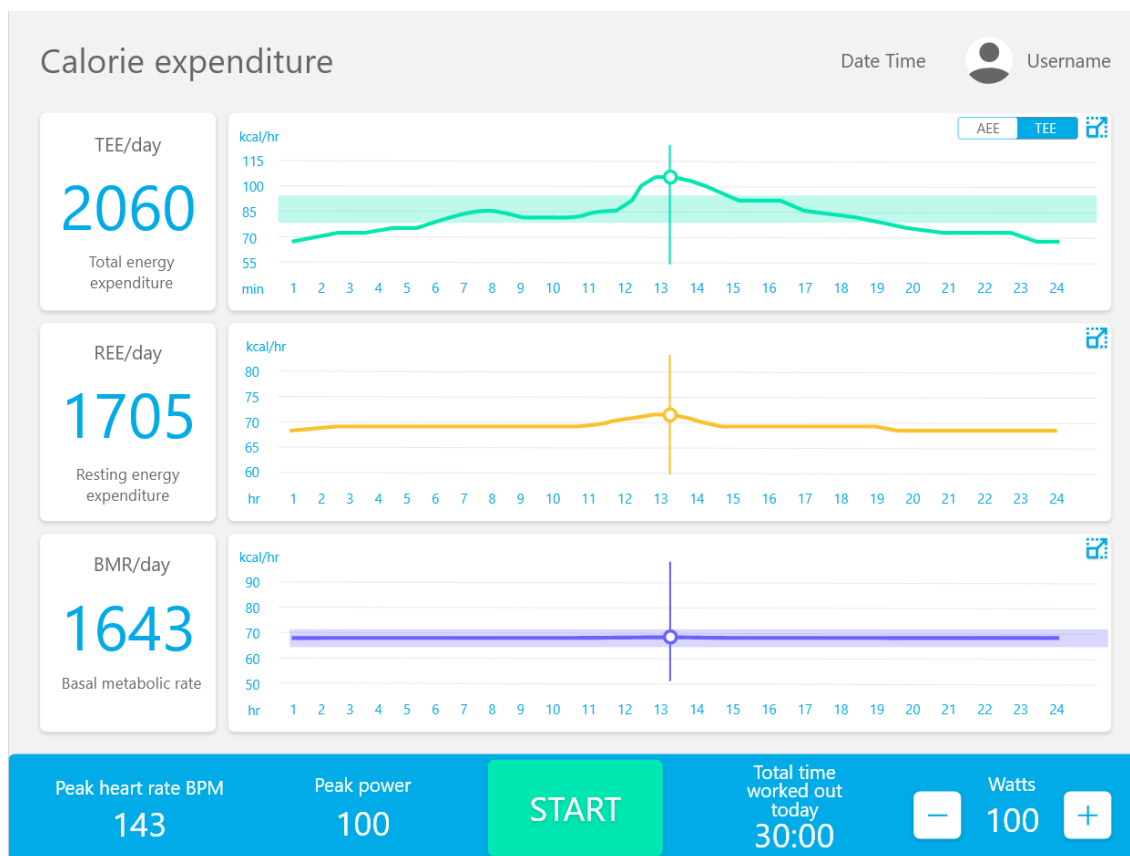 Calorie expenditure
Date Time
Username
TEE/day
2060
Total energy
expenditure
kcal/hr
AEE TEE
115
100
85
70
55
min 1 2 3 4 5 6 7 8 9 10 11 12 13 14 15 16 17 18 19 20 21 22 23 24
REE/day
1705
Resting energy
expenditure
kcal/hr
80
75
70
65
60
hr 1 2 3 4 5 6 7 8 9 10 11 12 13 14 15 16 17 18 19 20 21 22 23 24
BMR/day
1643
Basal metabolic rate
kcal/hr
90
80
70
60
50
hr 1 2 3 4 5 6 7 8 9 10 11 12 13 14 15 16 17 18 19 20 21 22 23 24
Peak heart rate BPM
143
Peak power
100
START
Total time
worked out
today
30:00
Watts
− 100 +